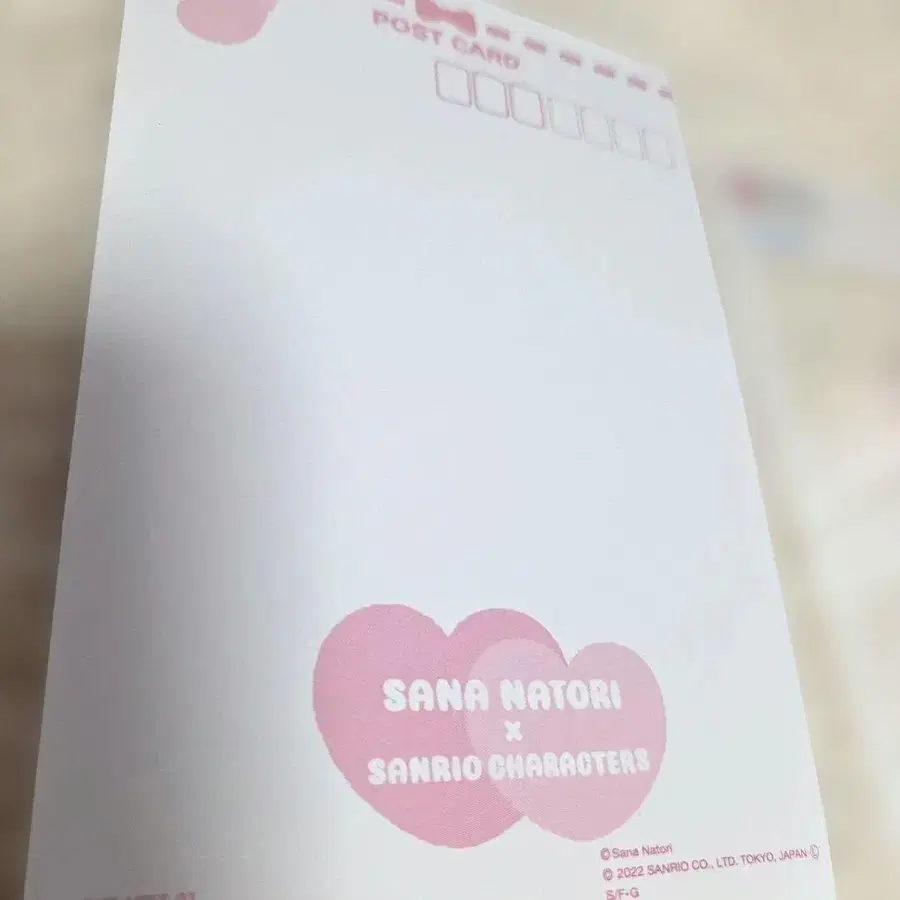 POST CARD
SANA NATORI
x
SANRIO CHARACTERS
©Sana Natori
© 2022 SANRIO CO., LTD. TOKYO, JAPAN Ⓛ
S/F•G